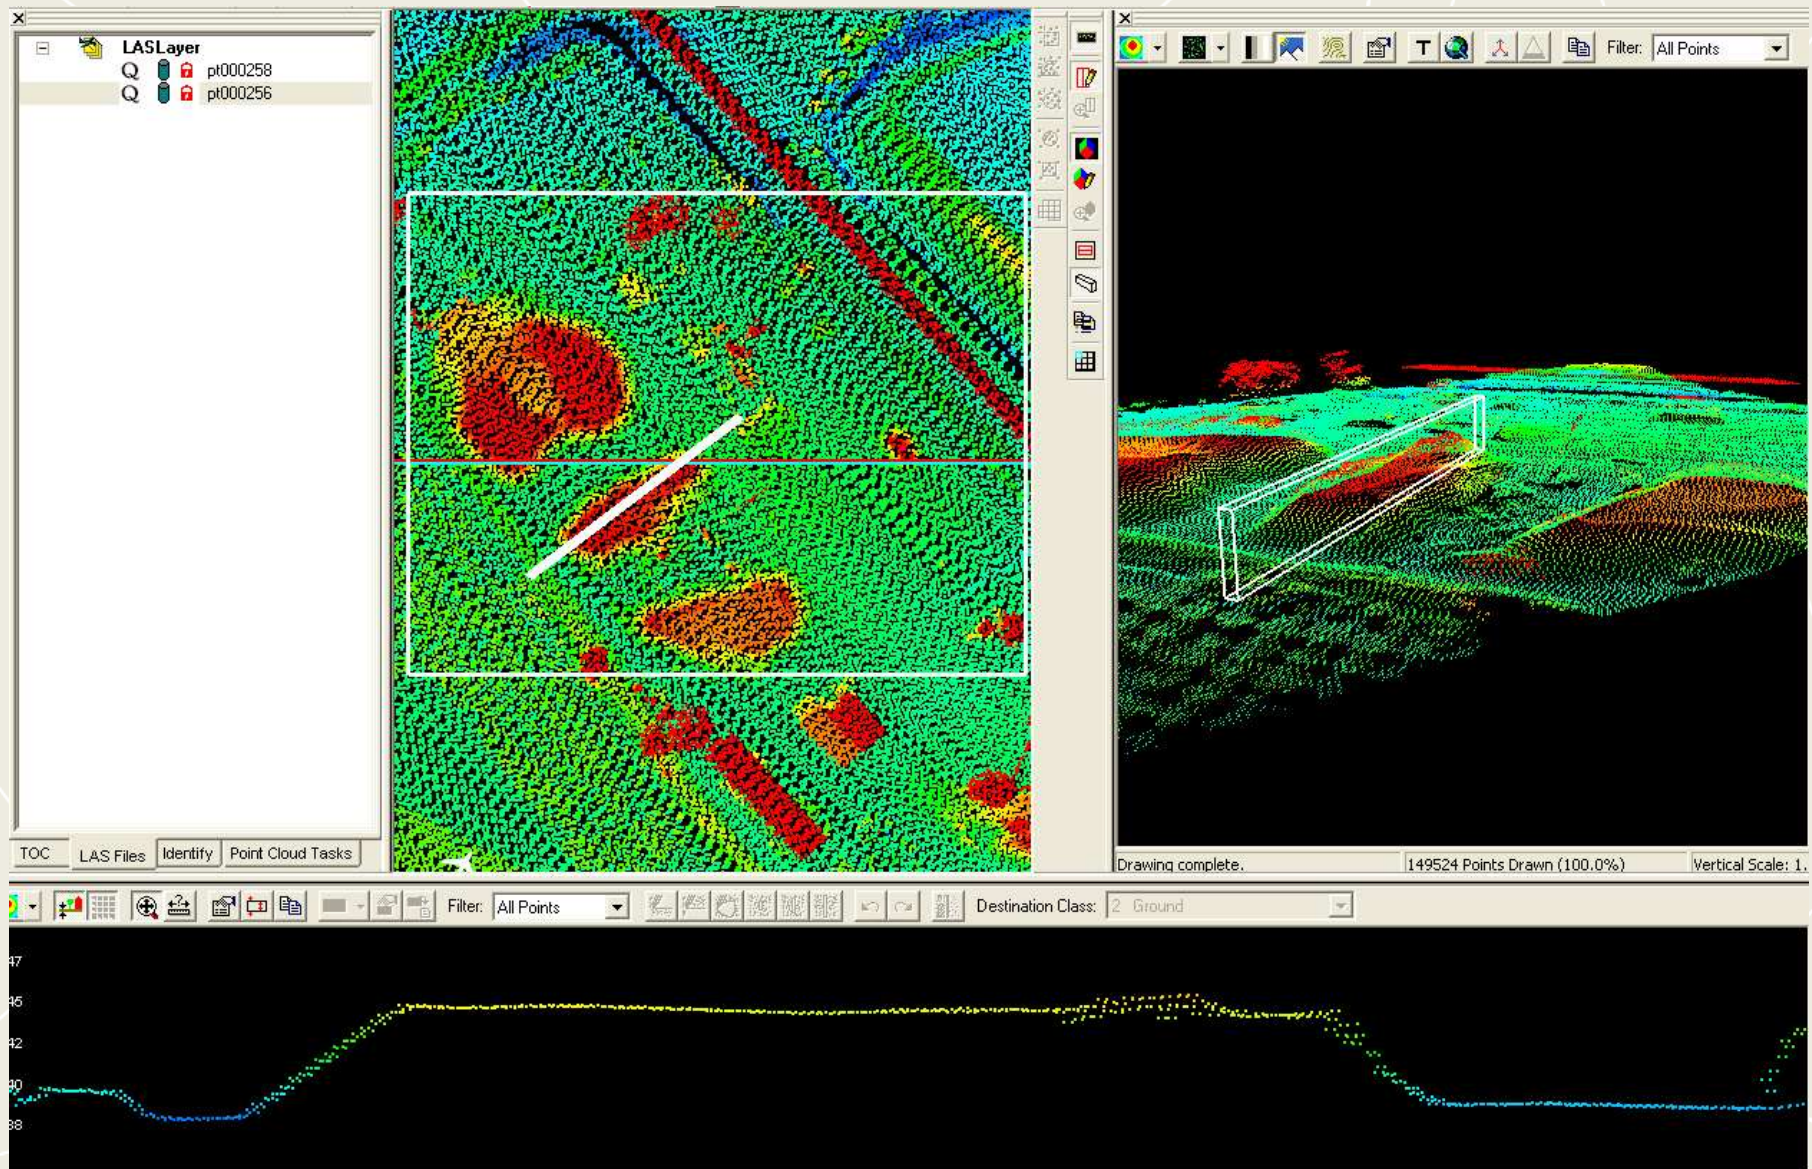 LASLayer
pt000258
pt000256
TOC
LAS Files
Identify
Point Cloud Tasks
T
Filter: All Points
Drawing complete.
149524 Points Drawn (100.0%)
Vertical Scale: 1.
Filter: All Points
Destination Class: 2 Ground
47
45
42
40
38